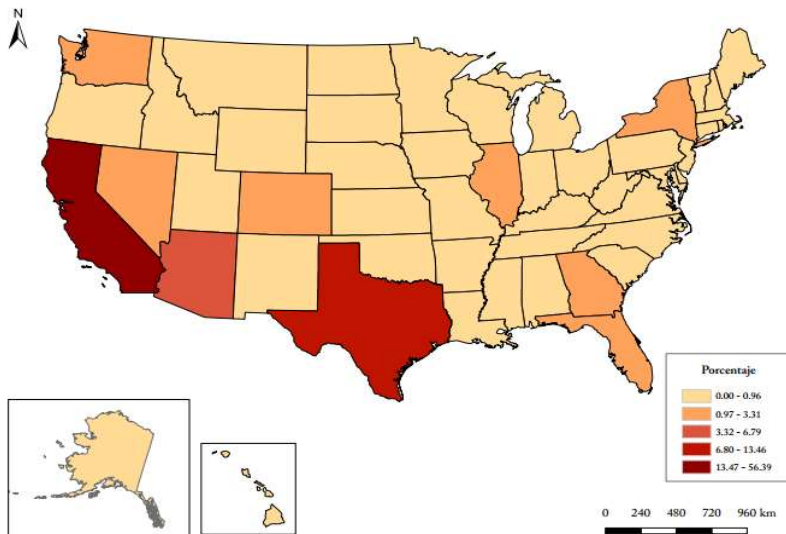 N
Porcentaje
0.00 - 0.96
0.97 - 3.31
3.32 - 6.79
6.80 - 13.46
13.47 - 56.39
0 240 480 720 960 km